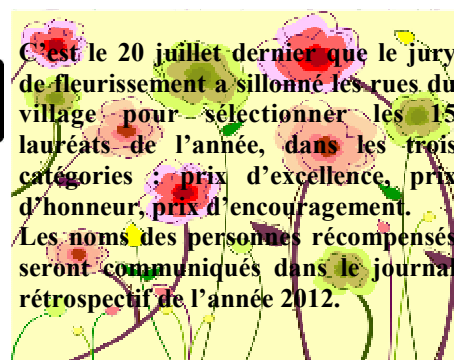 C'est le 20 juillet dernier que le jury
de fleurissement a sillonné les rues du
village pour sélectionner les 15
lauréats de l'année, dans les trois
catégories : prix d'excellence, prix
d'honneur, prix d'encouragement.
Les noms des personnes récompensés
seront communiqués dans le journal
rétrospectif de l'année 2012.